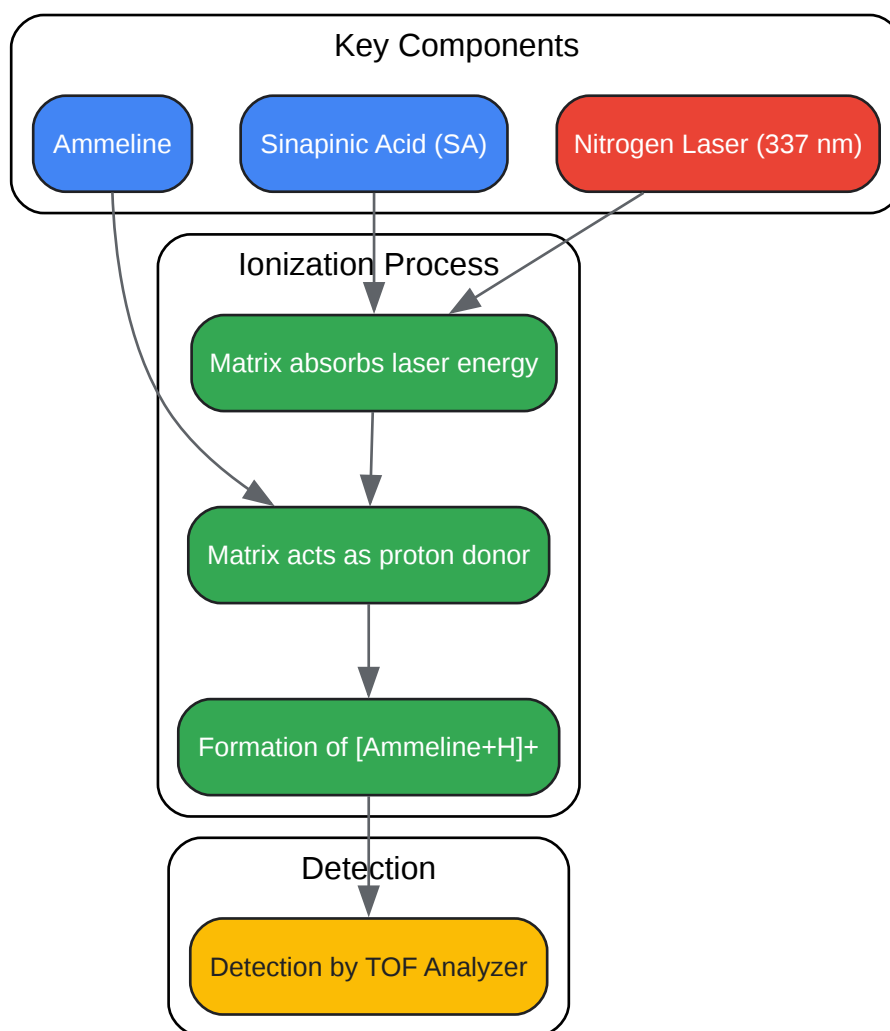 Key Components
Ammeline
Sinapinic Acid (SA)
Nitrogen Laser (337 nm)
Ionization Process
Matrix absorbs laser energy
Matrix acts as proton donor
Formation of [Ammeline+H]+
Detection
Detection by TOF Analyzer